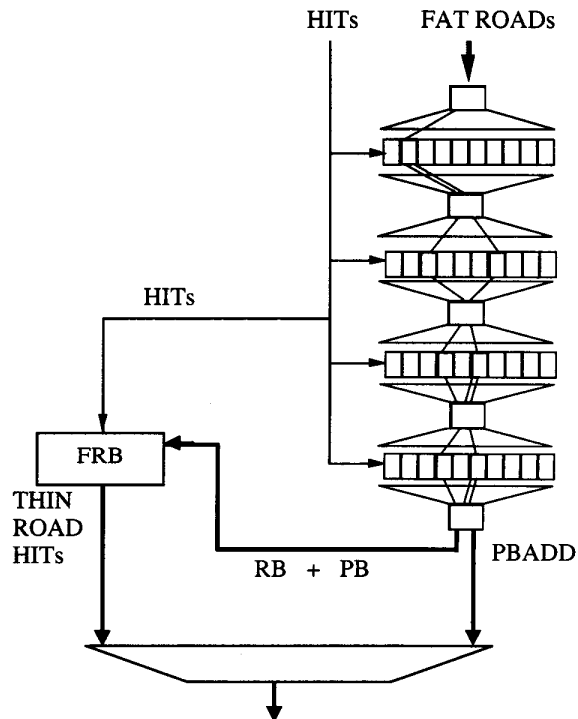 HITs
FAT ROADs
HITs
FRB
THIN
ROAD
HITs
RB + PB
PBADD